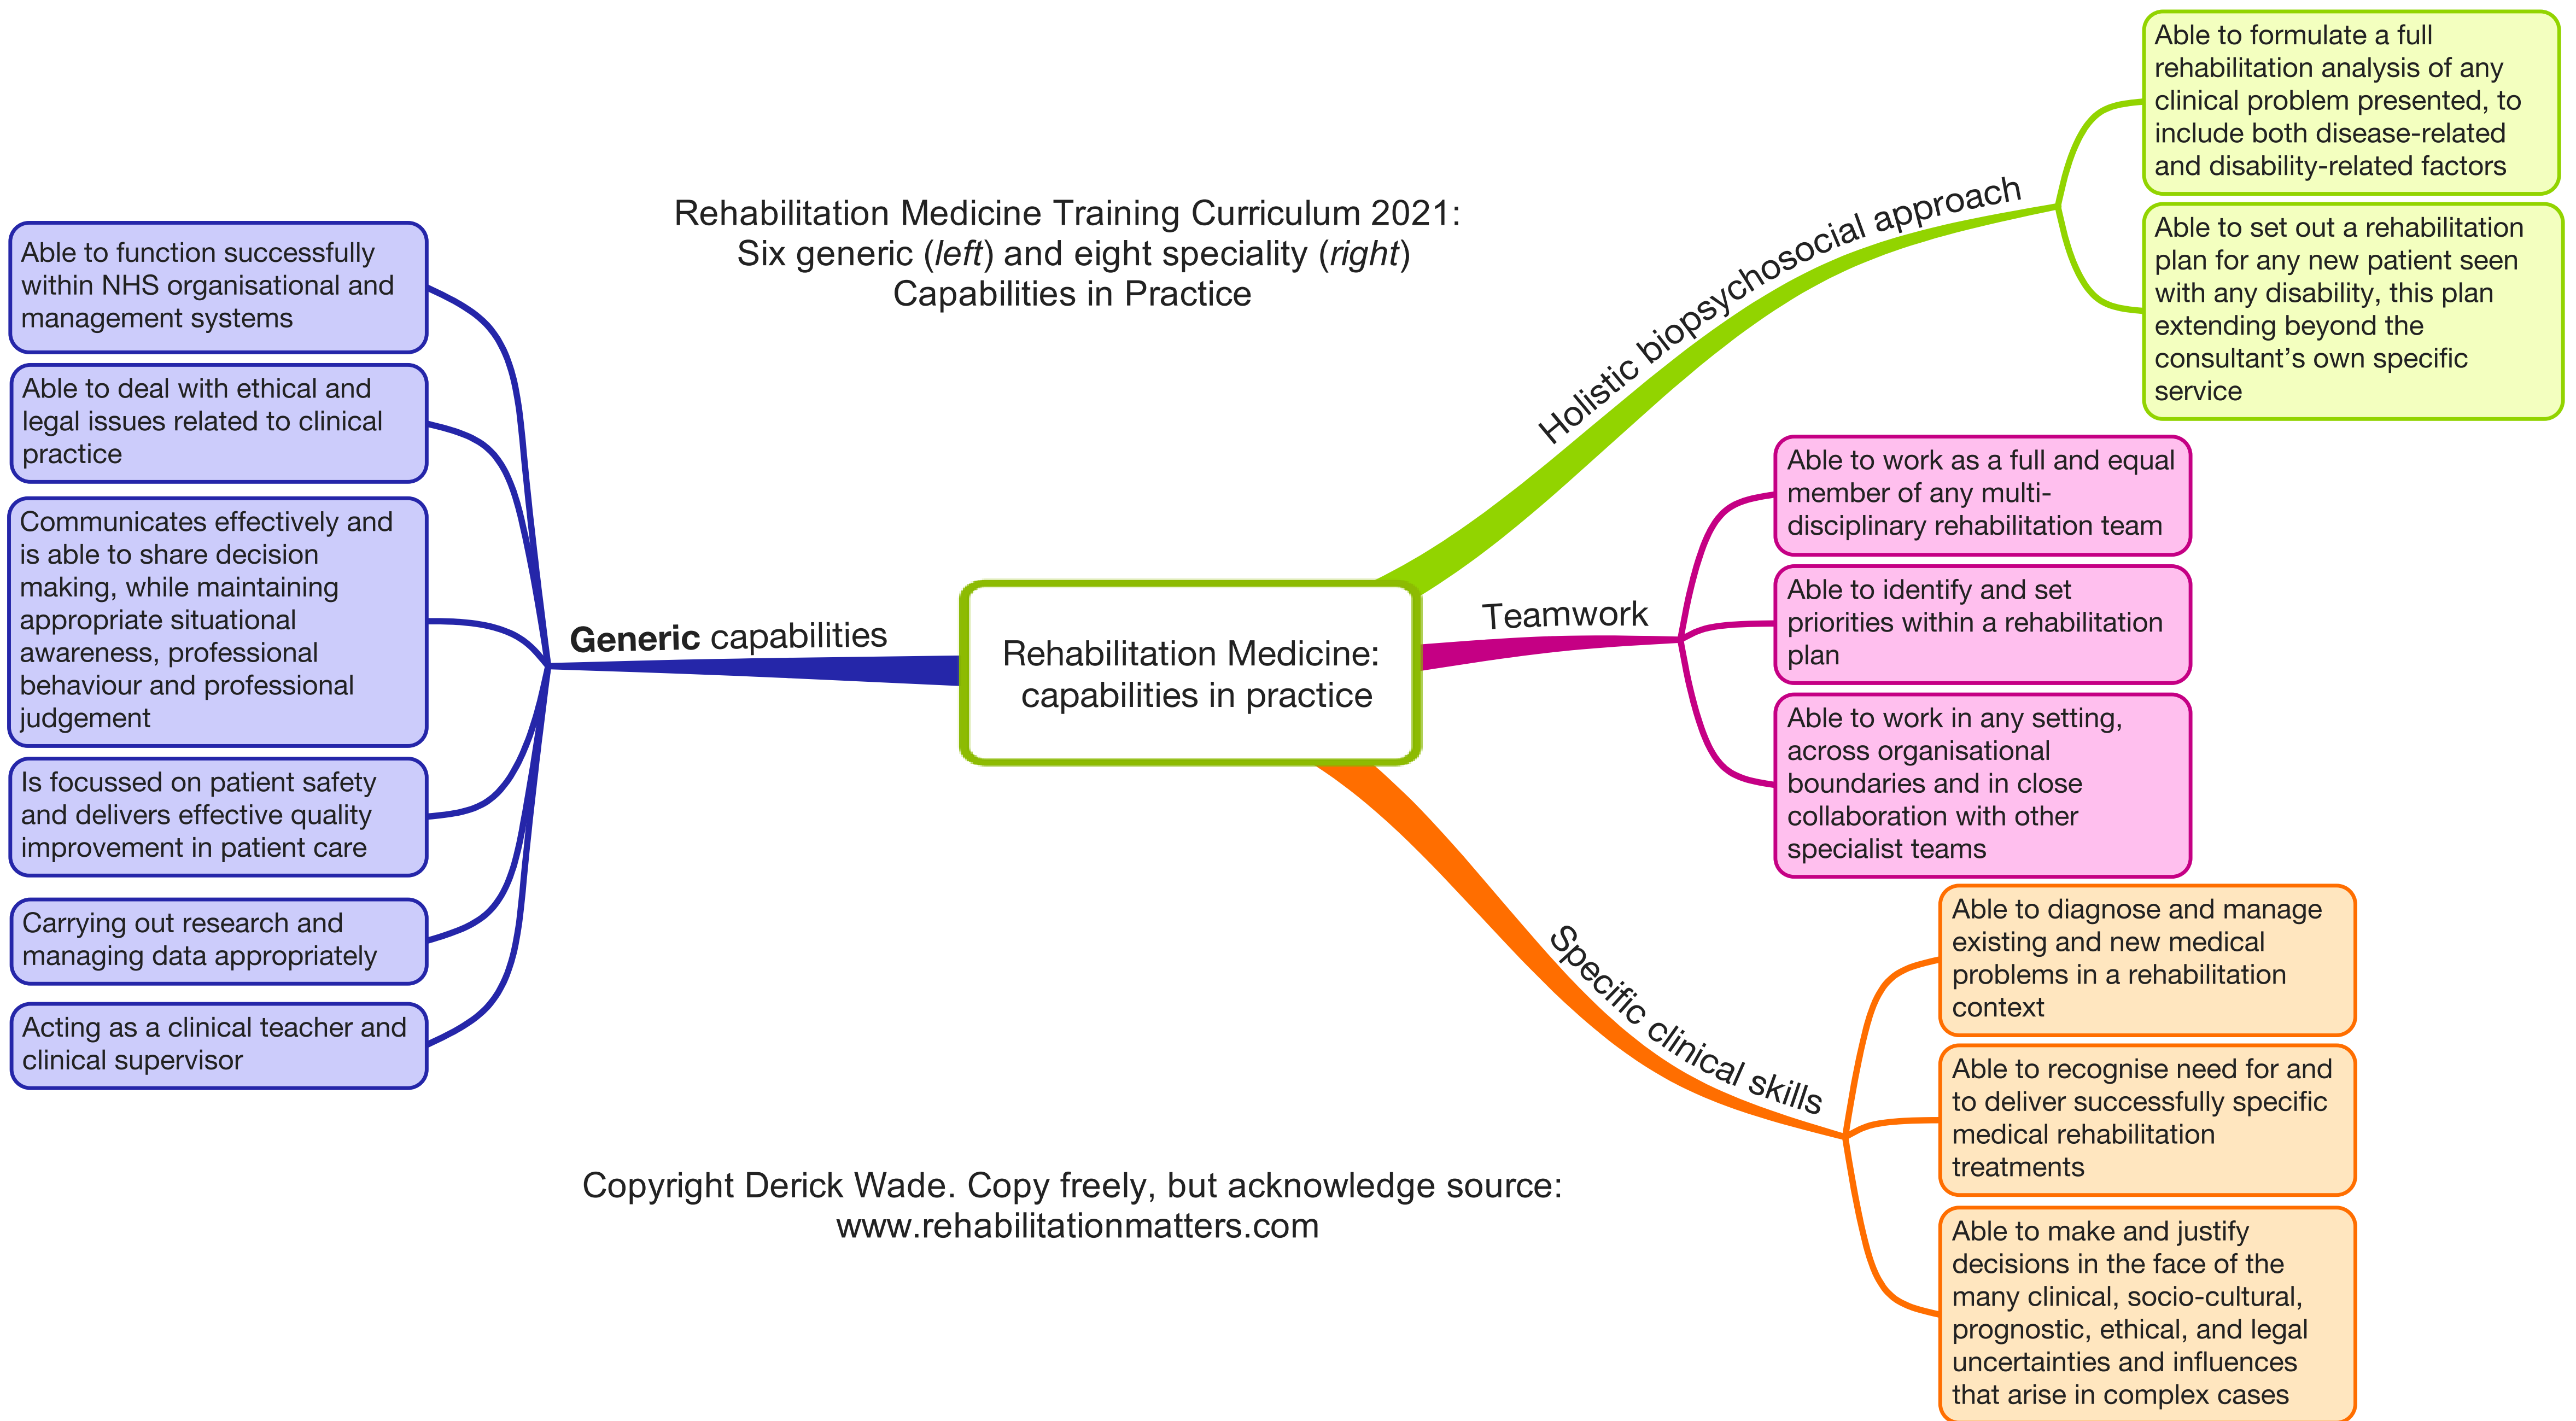 Rehabilitation Medicine Training Curriculum 2021:
Six generic (left) and eight speciality (right)
Capabilities in Practice
Able to function successfully
within NHS organisational and
management systems
Able to deal with ethical and
legal issues related to clinical
practice
Communicates effectively and
is able to share decision
making, while maintaining
appropriate situational
awareness, professional
behaviour and professional
judgement
Is focussed on patient safety
and delivers effective quality
improvement in patient care
Carrying out research and
managing data appropriately
Acting as a clinical teacher and
clinical supervisor
Generic capabilities
Rehabilitation Medicine:
capabilities in practice
Holistic biopsychosocial approach
Able to formulate a full
rehabilitation analysis of any
clinical problem presented, to
include both disease-related
and disability-related factors
Able to set out a rehabilitation
plan for any new patient seen
with any disability, this plan
extending beyond the
consultant’s own specific
service
Teamwork
Able to work as a full and equal
member of any multi-
disciplinary rehabilitation team
Able to identify and set
priorities within a rehabilitation
plan
Able to work in any setting,
across organisational
boundaries and in close
collaboration with other
specialist teams
Specific clinical skills
Able to diagnose and manage
existing and new medical
problems in a rehabilitation
context
Able to recognise need for and
to deliver successfully specific
medical rehabilitation
treatments
Able to make and justify
decisions in the face of the
many clinical, socio-cultural,
prognostic, ethical, and legal
uncertainties and influences
that arise in complex cases
Copyright Derick Wade. Copy freely, but acknowledge source:
www.rehabilitationmatters.com